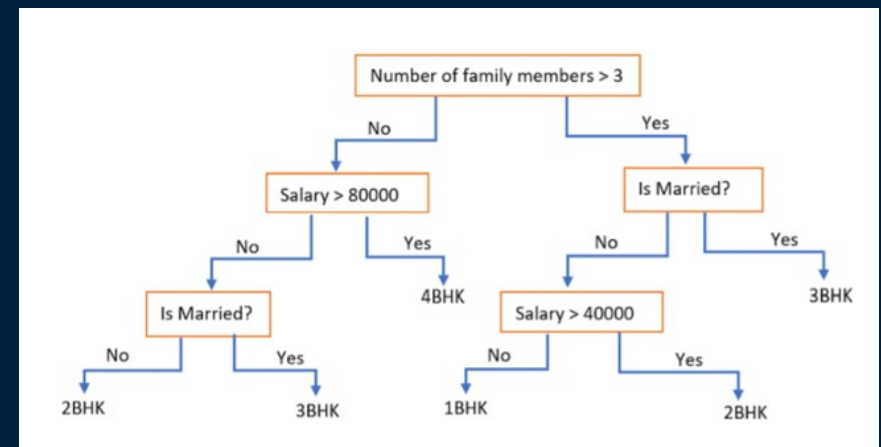 Number of family members > 3
No
Yes
Salary > 80000
Is Married?
No
Yes
No
Yes
4BHK
3BHK
Is Married?
Salary > 40000
No
Yes
No
Yes
2BHK
3BHK
1BHK
2BHK